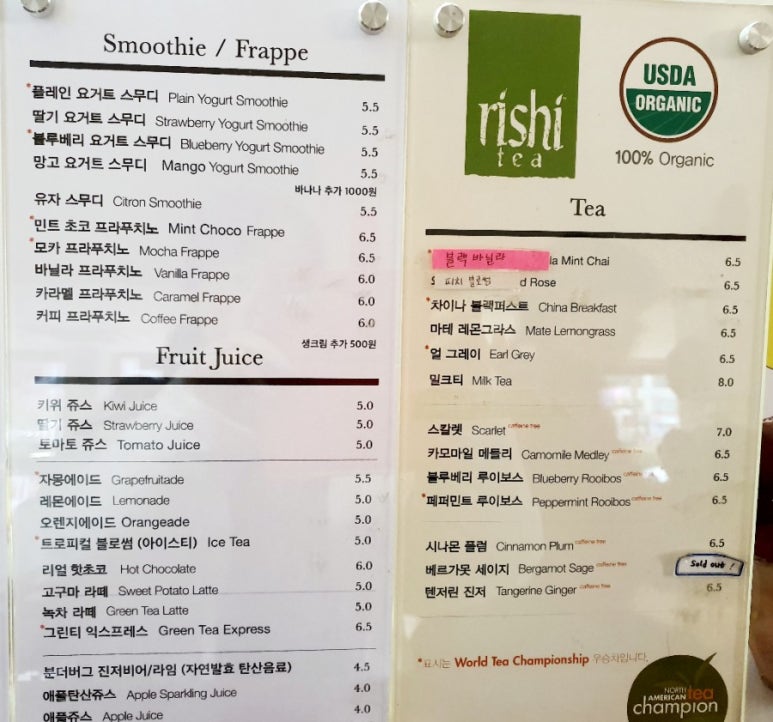 Smoothie / Frappe
*플레인 요거트 스무디 Plain Yogurt Smoothie 5.5
딸기 요거트 스무디 Strawberry Yogurt Smoothie 5.5
*블루베리 요거트 스무디 Blueberry Yogurt Smoothie 5.5
망고 요거트 스무디 Mango Yogurt Smoothie 5.5
바나나 추가 1000원
유자 스무디 Citron Smoothie 5.5
*민트 초코 프라푸치노 Mint Choco Frappe 6.5
*모카 프라푸치노 Mocha Frappe 6.5
바닐라 프라푸치노 Vanilla Frappe 6.0
카라멜 프라푸치노 Caramel Frappe 6.0
커피 프라푸치노 Coffee Frappe 6.0
생크림 추가 500원
Fruit Juice
키위 쥬스 Kiwi Juice 5.0
딸기 쥬스 Strawberry Juice 5.0
토마토 쥬스 Tomato Juice 5.0
*자몽에이드 Grapefruitade 5.5
레몬에이드 Lemonade 5.0
오렌지에이드 Orangeade 5.0
*트로피컬 블로썸 (아이스티) Ice Tea 5.0
리얼 핫초코 Hot Chocolate 6.0
고구마 라떼 Sweet Potato Latte 5.0
녹차 라떼 Green Tea Latte 5.0
*그린티 익스프레스 Green Tea Express 6.5
분더버그 진저비어/라임 (자연발효 탄산음료) 4.5
애플탄산쥬스 Apple Sparkling Juice 4.0
애플쥬스 Apple Juice 4.0
rishi
tea
USDA
ORGANIC
100% Organic
Tea
*블랙 바닐라 la Mint Chai 6.5
피치 블로썸 d Rose 6.5
*차이나 블랙퍼스트 China Breakfast 6.5
마테 레몬그라스 Mate Lemongrass 6.5
*얼 그레이 Earl Grey 6.5
밀크티 Milk Tea 8.0
스칼렛 Scarlet caffeine free 7.0
카모마일 메들리 Camomile Medley caffeine free 6.5
블루베리 루이보스 Blueberry Rooibos caffeine free 6.5
*페퍼민트 루이보스 Peppermint Rooibos caffeine free 6.5
시나몬 플럼 Cinnamon Plum caffeine free 6.5
베르가못 세이지 Bergamot Sage caffeine free Sold out!
텐저린 진저 Tangerine Ginger caffeine free 6.5
*표시는 World Tea Championship 우승차입니다.
NORTH
AMERICAN tea
champion